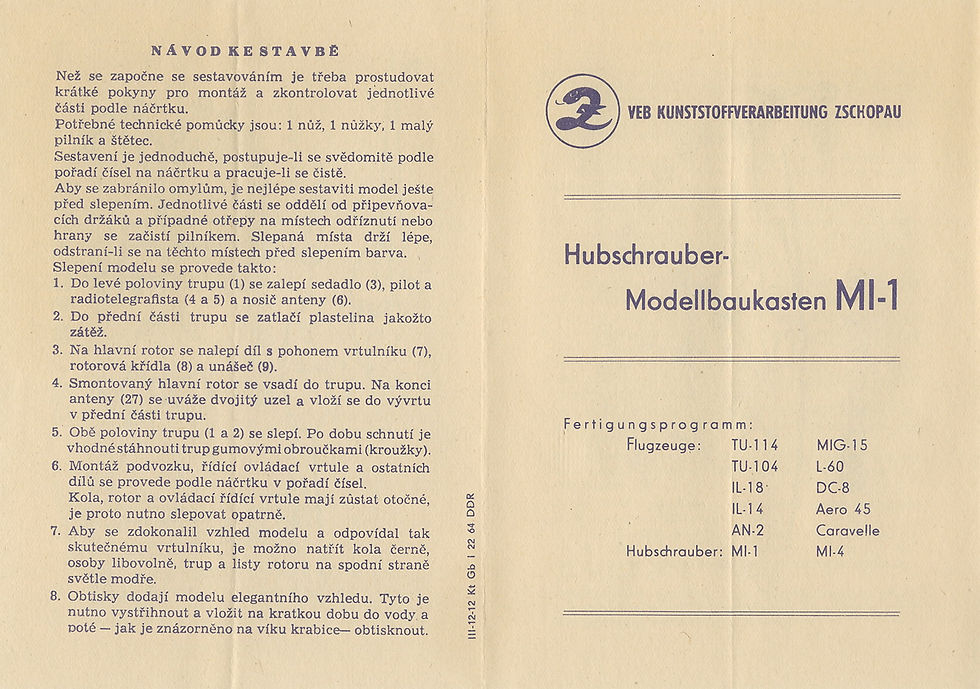 NÁVOD KE STAVBĚ
Než se započne se sestavováním je třeba prostudovat
krátké pokyny pro montáž a zkontrolovat jednotlivé
části podle náčrtku.
Potřebné technické pomůcky jsou: 1 nůž, 1 nůžky, 1 malý
pilník a štětec.
Sestavení je jednoduchě, postupuje-li se svědomitě podle
pořadí čísel na náčrtku a pracuje-li se čistě.
Aby se zabránilo omylům, je nejlépe sestaviti model ješte
před slepením. Jednotlivé části se oddělí od připevňova-
cích držáků a případné otřepy na místech odříznutí nebo
hrany se začistí pilníkem. Slepaná místa drží lépe,
odstraní-li se na těchto místech před slepením barva.
Slepení modelu se provede takto:
1. Do levé poloviny trupu (1) se zalepí sedadlo (3), pilot a
radiotelegrafista (4 a 5) a nosič anteny (6).
2. Do přední části trupu se zatlačí plastelina jakožto
zátěž.
3. Na hlavní rotor se nalepí díl s pohonem vrtulníku (7),
rotorová křídla (8) a unášeč (9).
4. Smontovaný hlavní rotor se vsadí do trupu. Na konci
anteny (27) se uváže dvojitý uzel a vloží se do vývrtu
v přední části trupu.
5. Obě poloviny trupu (1 a 2) se slepí. Po dobu schnutí je
vhodné stáhnouti trup gumovými obroučkami (kroužky).
6. Montáž podvozku, řídící ovládací vrtule a ostatních
dílů se provede podle náčrtku v pořadí čísel.
Kola, rotor a ovládací řídící vrtule mají zůstat otočné,
je proto nutno slepovat opatrně.
7. Aby se zdokonalil vzhled modelu a odpovídal tak
skutečnému vrtulníku, je možno natřít kola černě,
osoby libovolně, trup a listy rotoru na spodní straně
světle modře.
8. Obtisky dodají modelu elegantního vzhledu. Tyto je
nutno vystřihnout a vložit na kratkou dobu do vody a
poté — jak je znázorněno na víku krabice— obtisknout.
III-12-12 Kt Gb I 22 64 DDR
VEB KUNSTSTOFFVERARBEITUNG ZSCHOPAU
Hubschrauber-
Modellbaukasten MI-1
Fertigungsprogramm:
Flugzeuge: TU-114 MIG-15
TU-104 L-60
IL-18 DC-8
IL-14 Aero 45
AN-2 Caravelle
Hubschrauber: MI-1 MI-4